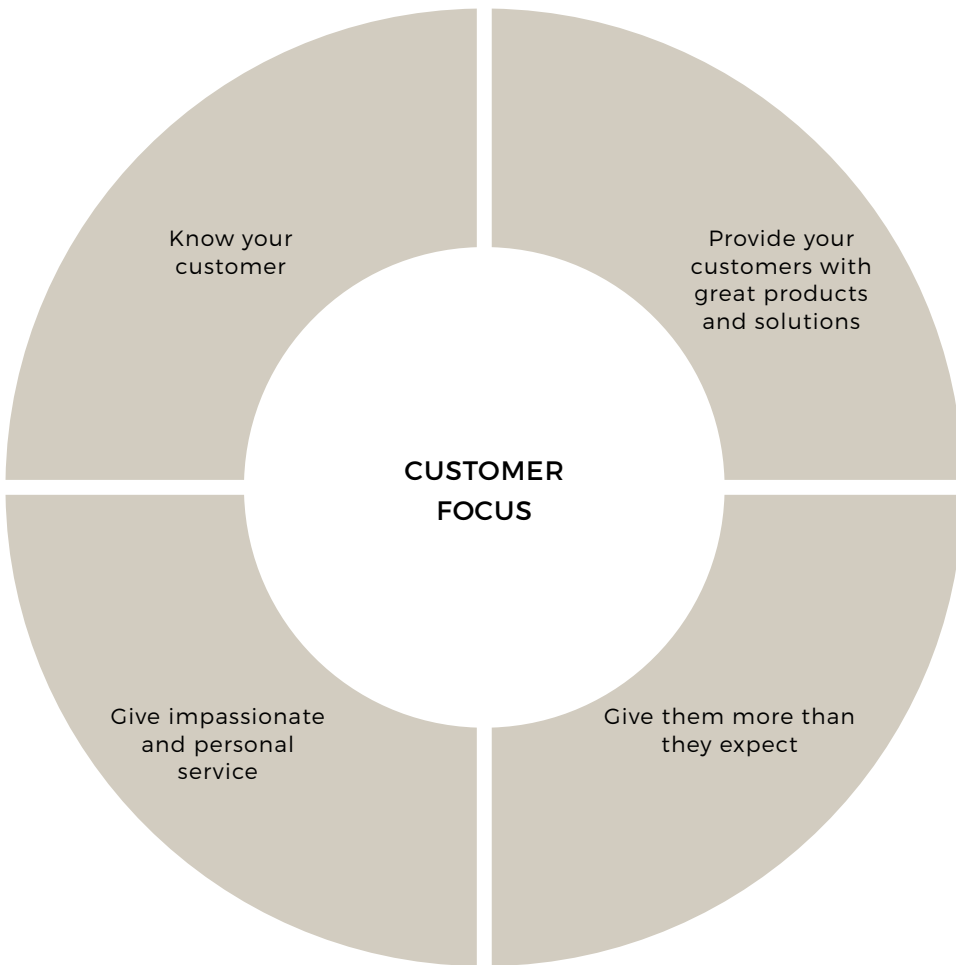 Know your
customer
Provide your
customers with
great products
and solutions
CUSTOMER
FOCUS
Give impassionate
and personal
service
Give them more than
they expect